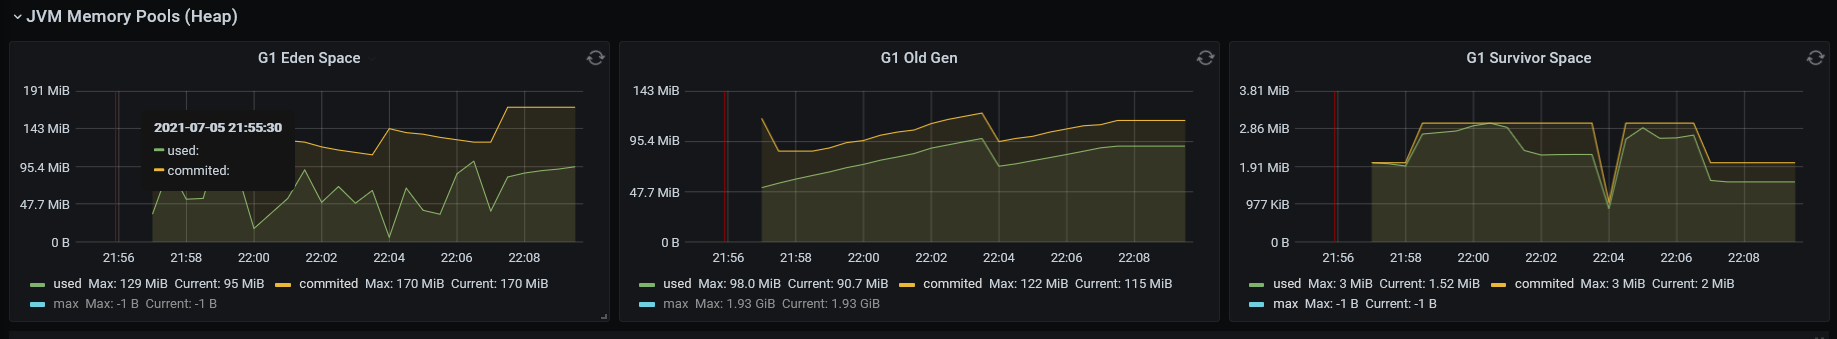 JVM Memory Pools (Heap)
G1 Eden Space
191 MiB
143 MiB
95.4 MiB
47.7 MiB
0 B
2021-07-05 21:55:30
used:
commited:
21:56 21:58 22:00 22:02 22:04 22:06 22:08
used Max: 129 MiB Current: 95 MiB commited Max: 170 MiB Current: 170 MiB
max Max: -1 B Current: -1 B
G1 Old Gen
143 MiB
95.4 MiB
47.7 MiB
0 B
21:56 21:58 22:00 22:02 22:04 22:06 22:08
used Max: 98.0 MiB Current: 90.7 MiB commited Max: 122 MiB Current: 115 MiB
max Max: 1.93 GiB Current: 1.93 GiB
G1 Survivor Space
3.81 MiB
2.86 MiB
1.91 MiB
977 KiB
0 B
21:56 21:58 22:00 22:02 22:04 22:06 22:08
used Max: 3 MiB Current: 1.52 MiB commited Max: 3 MiB Current: 2 MiB
max Max: -1 B Current: -1 B